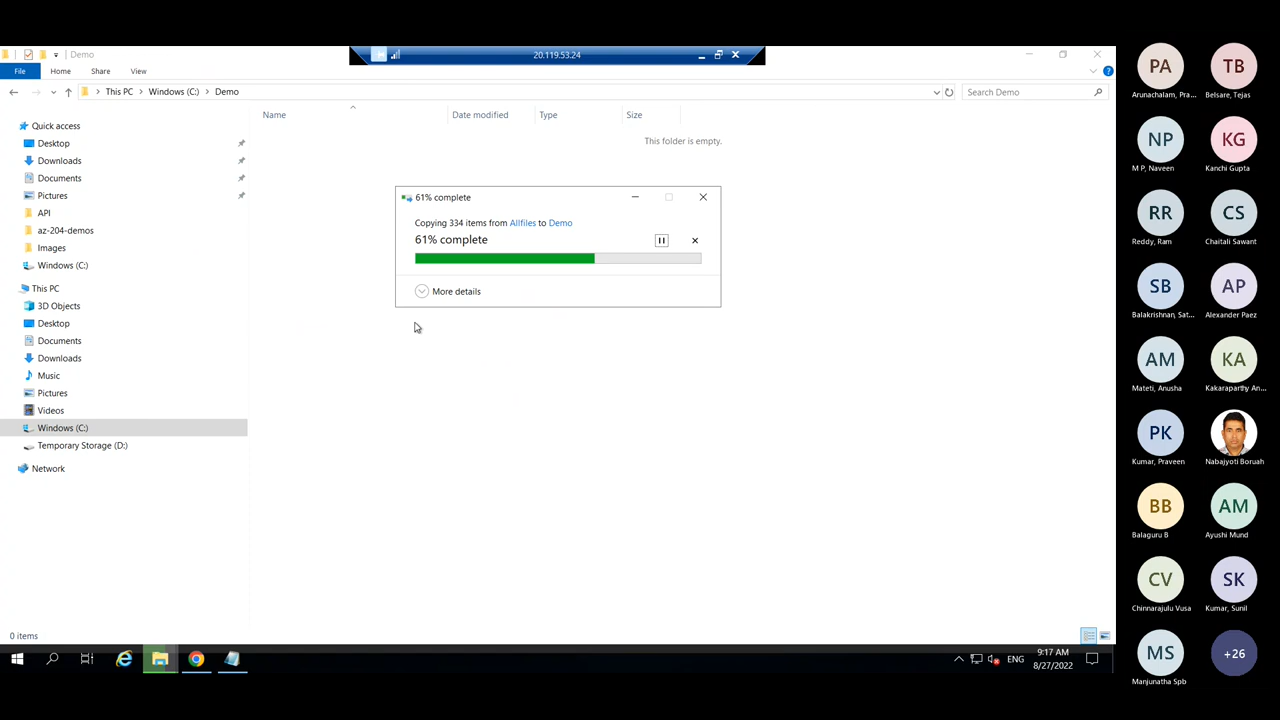 Demo
20.119.53.24
File Home Share View
This PC Windows (C:) Demo
Search Demo
Name Date modified Type Size
This folder is empty.
Quick access
Desktop
Downloads
Documents
Pictures
API
az-204-demos
Images
Windows (C:)
This PC
3D Objects
Desktop
Documents
Downloads
Music
Pictures
Videos
Windows (C:)
Temporary Storage (D:)
Network
61% complete
Copying 334 items from Allfiles to Demo
61% complete
More details
0 items
ENG
9:17 AM
8/27/2022
PA TB
Arunachalam, Pra... Belsare, Tejas
NP KG
M P, Naveen Kanchi Gupta
RR CS
Reddy, Ram Chaitali Sawant
SB AP
Balakrishnan, Sat... Alexander Paez
AM KA
Mateti, Anusha Kakaraparthy An...
PK
Kumar, Praveen Nabajyoti Boruah
BB AM
Balaguru B Ayushi Mund
CV SK
Chinnarajulu Vusa Kumar, Sunil
MS +26
Manjunatha Spb